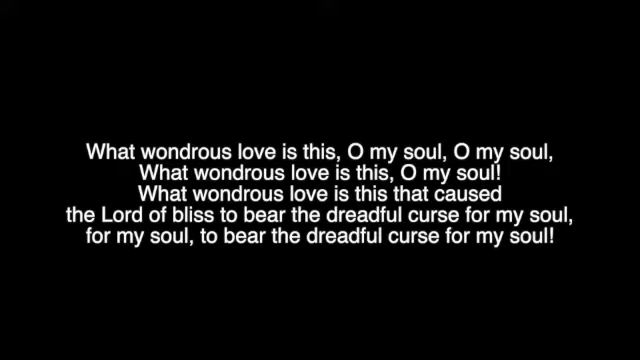 What wondrous love is this, O my soul, O my soul,
What wondrous love is this, O my soul!
What wondrous love is this that caused
the Lord of bliss to bear the dreadful curse for my soul,
for my soul, to bear the dreadful curse for my soul!